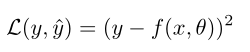 ℒ(y, ŷ) = (y − f(x, θ))²